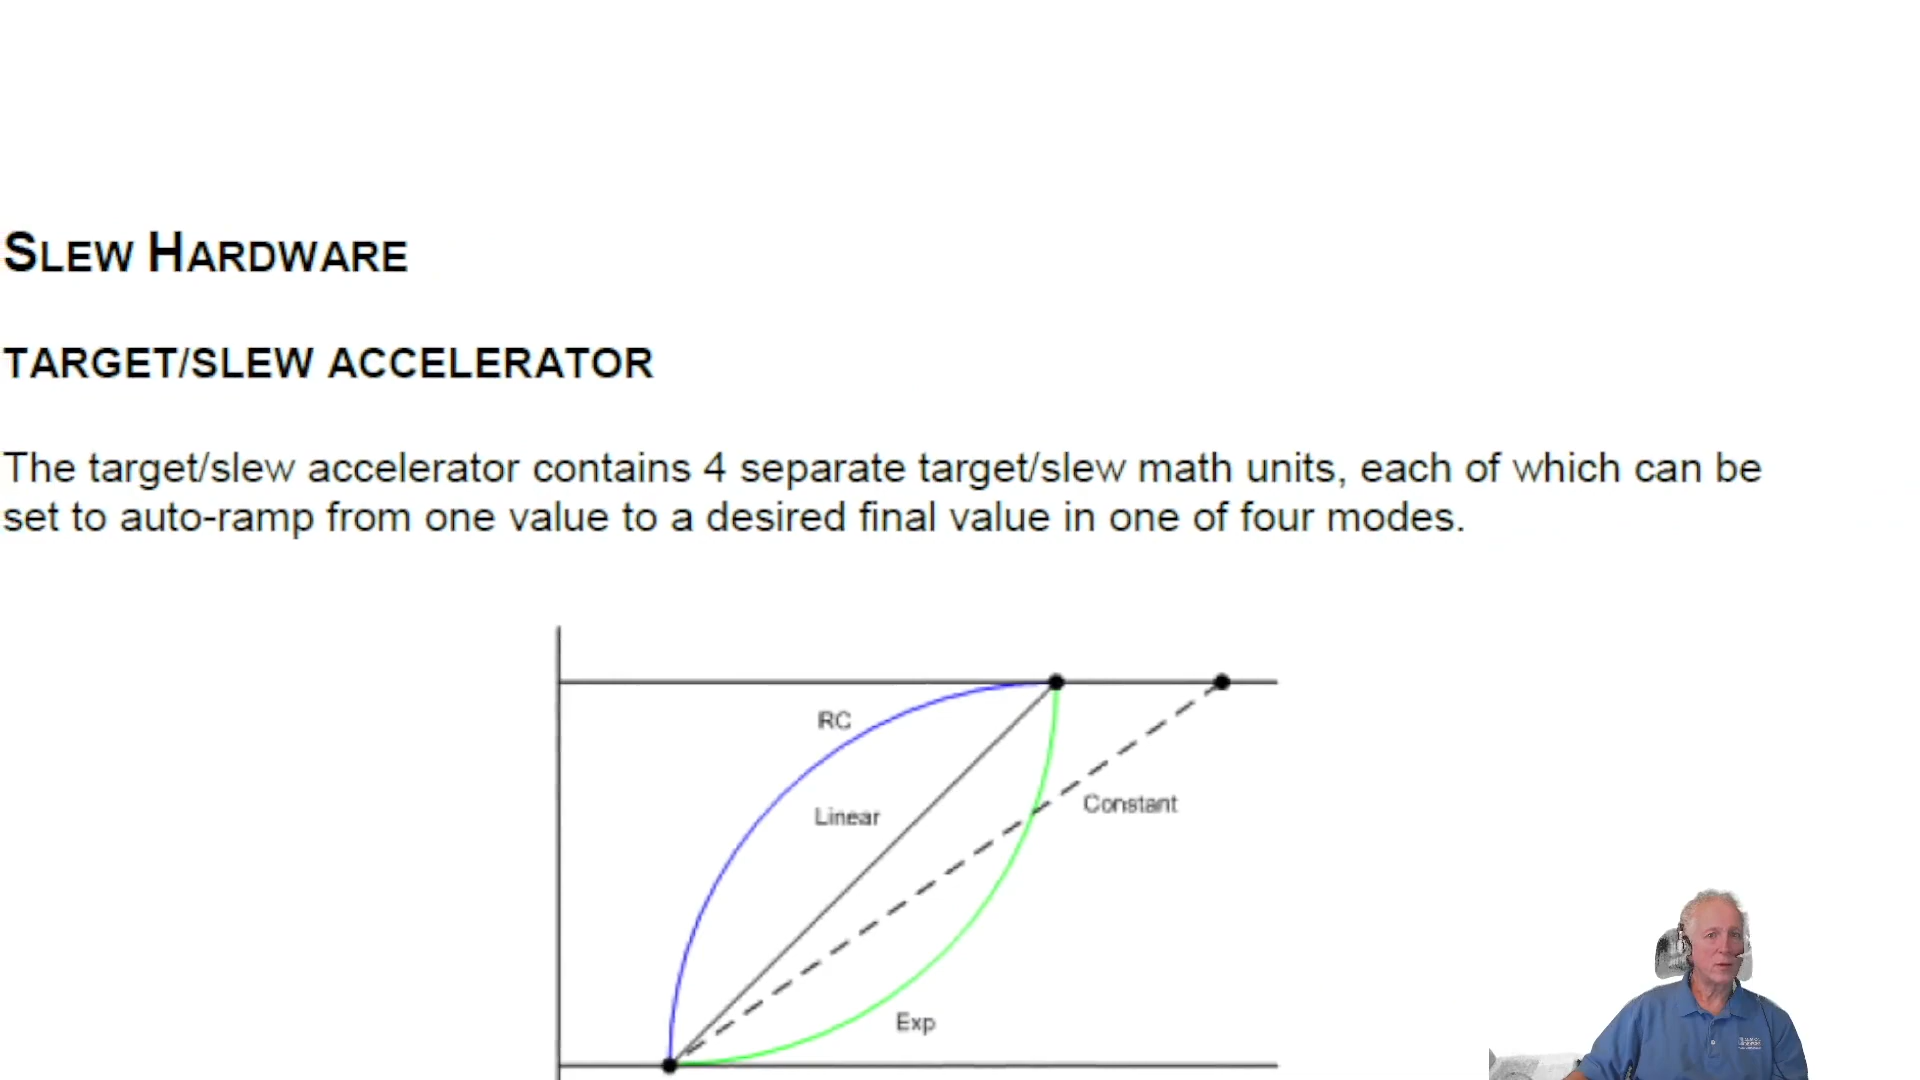 SLEW HARDWARE
TARGET/SLEW ACCELERATOR
The target/slew accelerator contains 4 separate target/slew math units, each of which can be
set to auto-ramp from one value to a desired final value in one of four modes.
RC
Linear
Constant
Exp